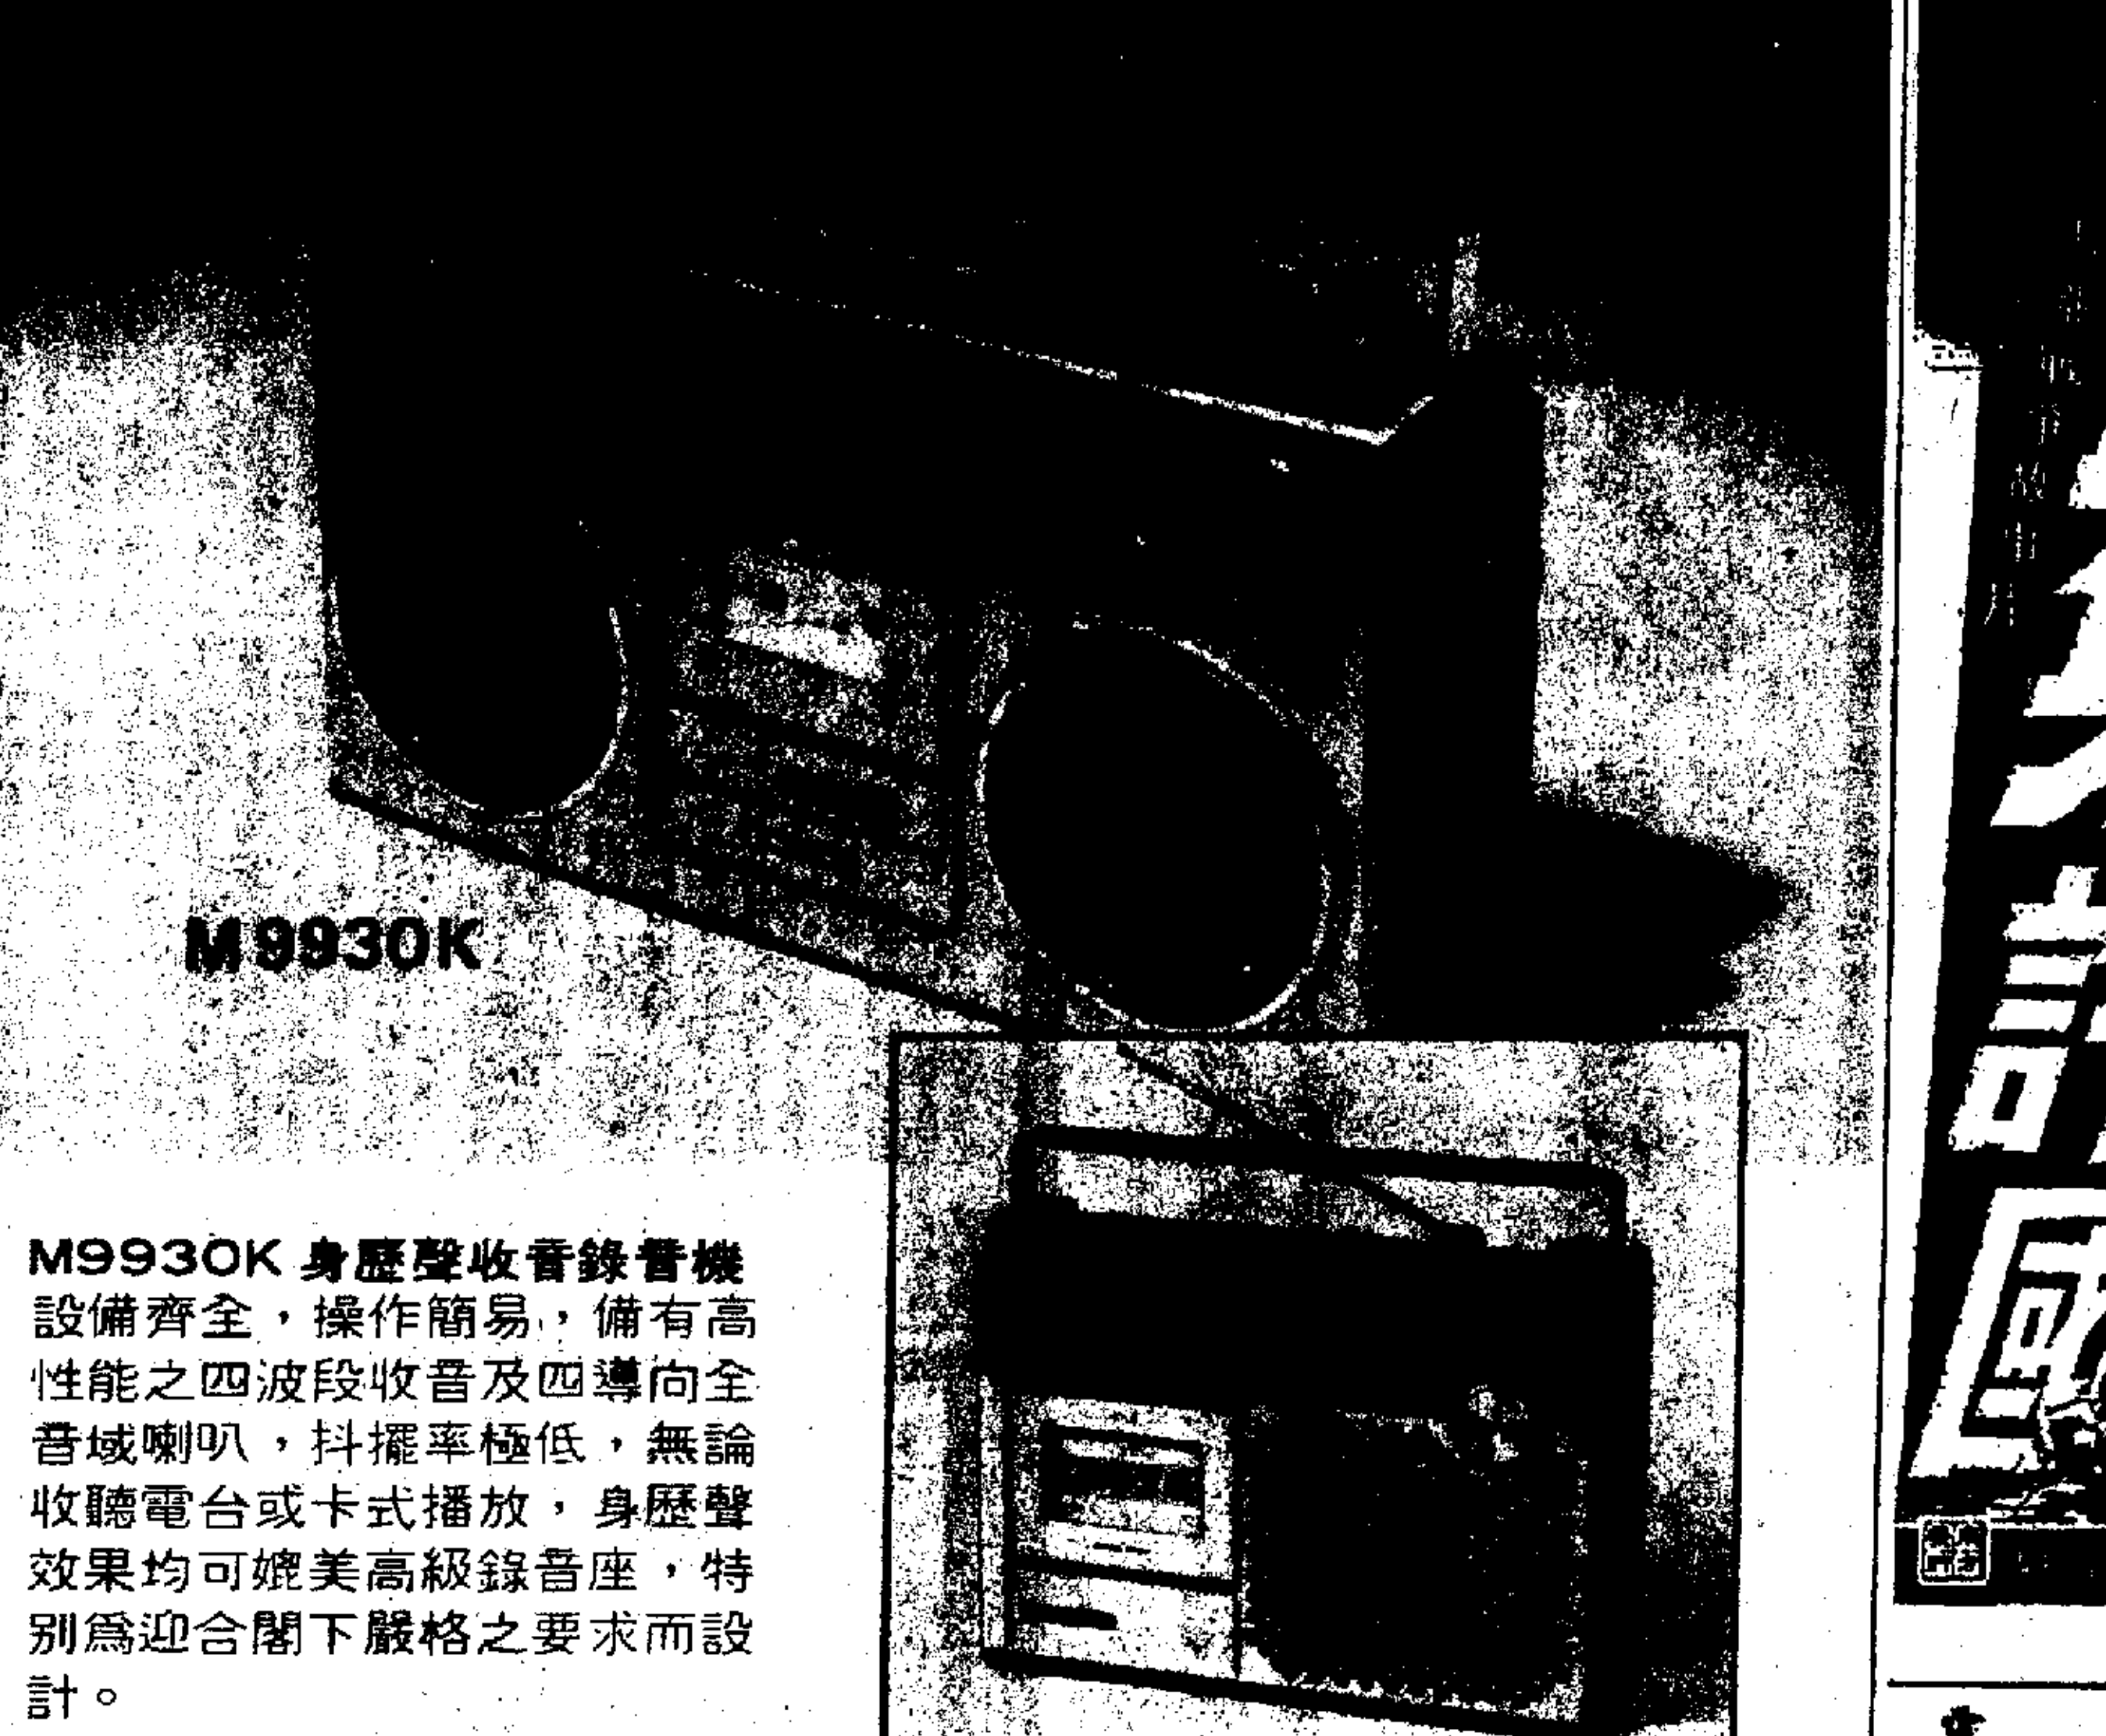 M9930K
M9930K 身歷聲收音錄音機
設備齊全，操作簡易，備有高
性能之四波段收音及四導向全
音域喇叭，抖擺率極低，無論
收聽電台或卡式播放，身歷聲
效果均可媲美高級錄音座，特
別為迎合閣下嚴格之要求而設
計。